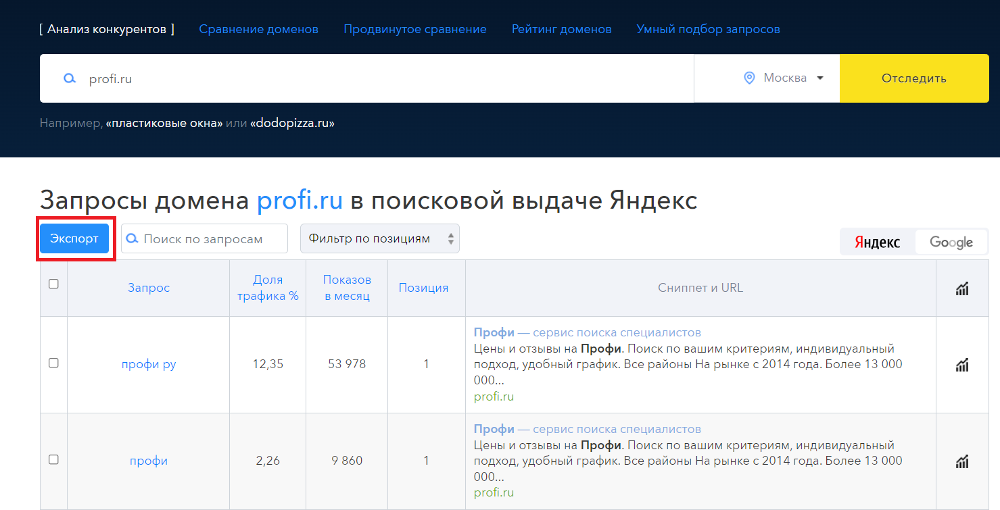 [ Анализ конкурентов ] Сравнение доменов Продвинутое сравнение Рейтинг доменов Умный подбор запросов
profi.ru Москва Отследить
Например, «пластиковые окна» или «dodopizza.ru»
Запросы домена profi.ru в поисковой выдаче Яндекс
Экспорт Поиск по запросам Фильтр по позициям Яндекс Google
Запрос Доля трафика % Показов в месяц Позиция Сниппет и URL
Профи — сервис поиска специалистов
Цены и отзывы на Профи. Поиск по вашим критериям, индивидуальный
профи ру 12,35 53 978 1 подход, удобный график. Все районы На рынке с 2014 года. Более 13 000
000...
profi.ru
Профи — сервис поиска специалистов
Цены и отзывы на Профи. Поиск по вашим критериям, индивидуальный
профи 2,26 9 860 1 подход, удобный график. Все районы На рынке с 2014 года. Более 13 000
000...
profi.ru